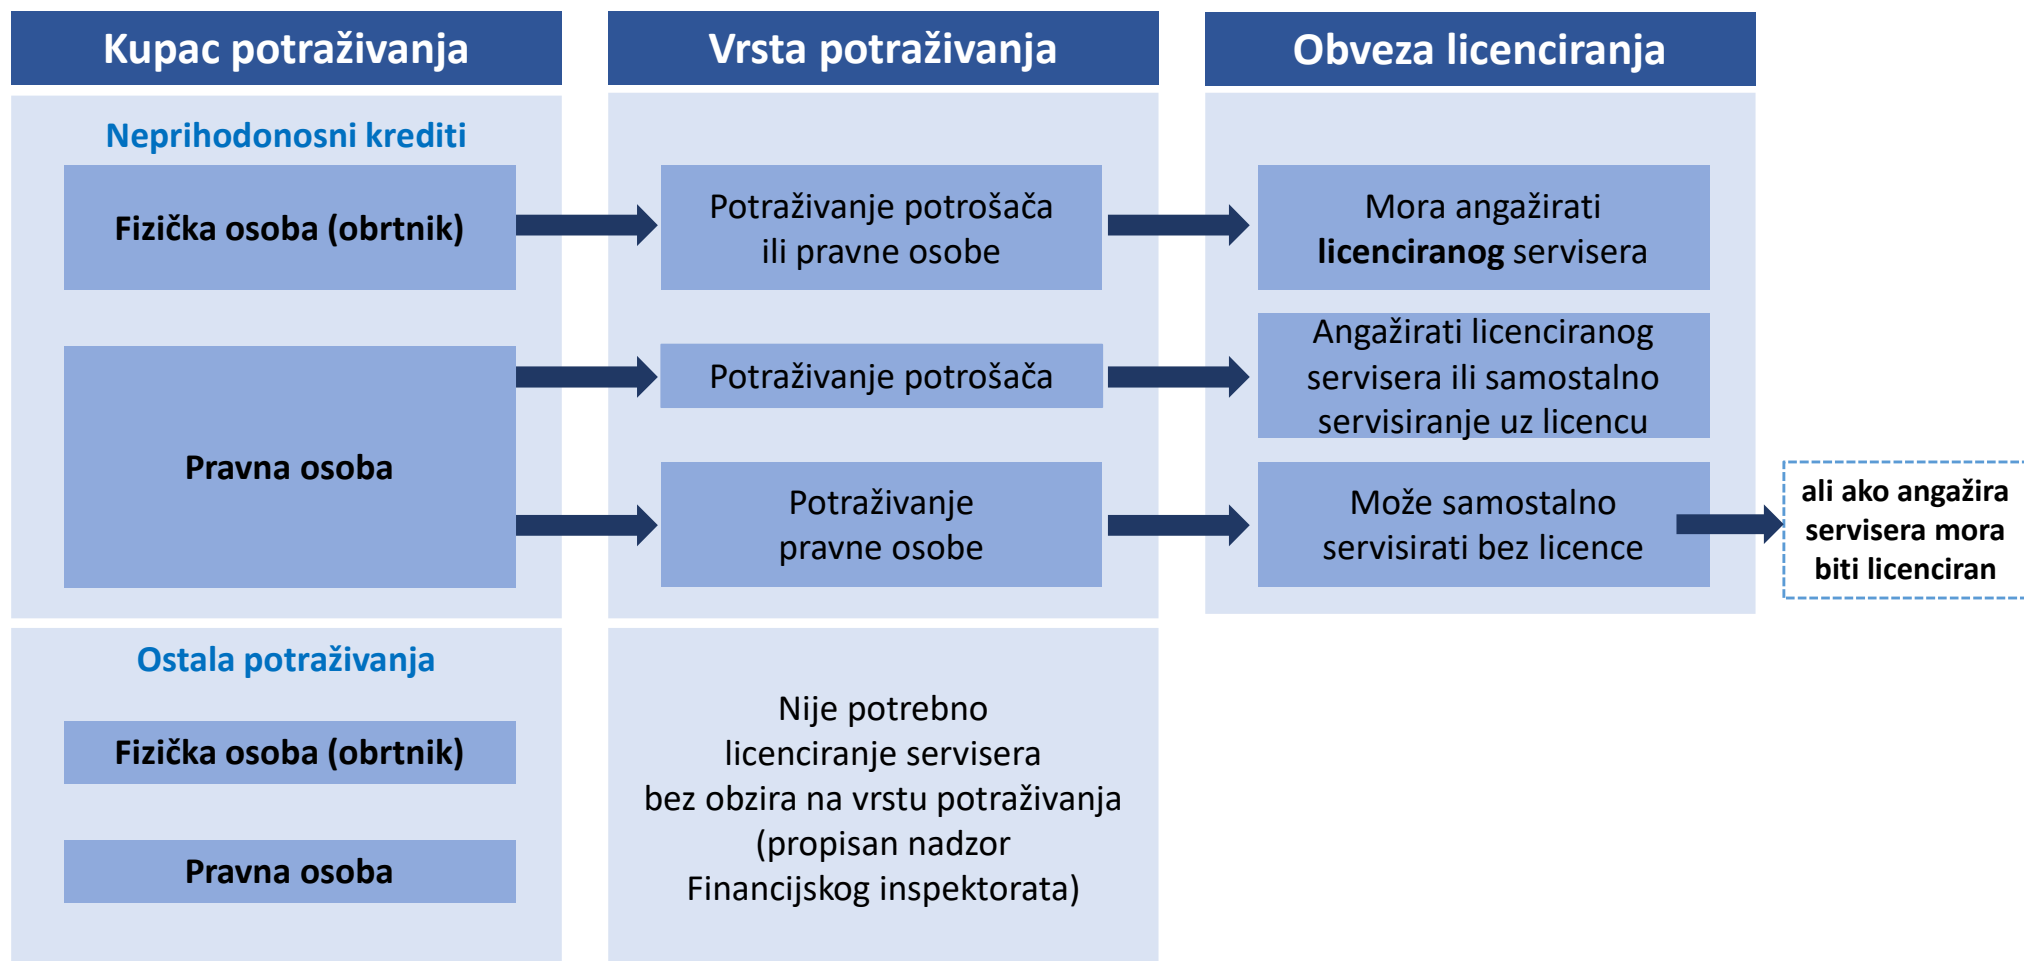 Kupac potraživanja
Vrsta potraživanja
Obveza licenciranja
Neprihodonosni krediti
Fizička osoba (obrtnik)
Potraživanje potrošača
ili pravne osobe
Mora angažirati
licenciranog servisera
Pravna osoba
Potraživanje potrošača
Angažirati licenciranog
servisera ili samostalno
servisiranje uz licencu
Potraživanje
pravne osobe
Može samostalno
servisirati bez licence
ali ako angažira
servisera mora
biti licenciran
Ostala potraživanja
Fizička osoba (obrtnik)
Pravna osoba
Nije potrebno
licenciranje servisera
bez obzira na vrstu potraživanja
(propisan nadzor
Financijskog inspektorata)